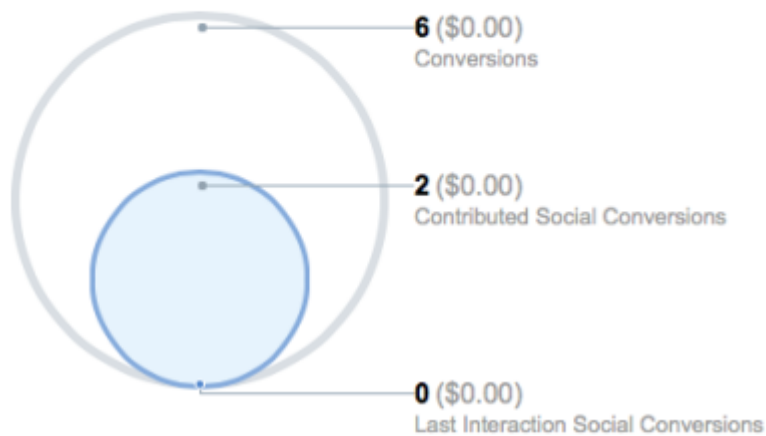 6 ($0.00)
Conversions
2 ($0.00)
Contributed Social Conversions
0 ($0.00)
Last Interaction Social Conversions